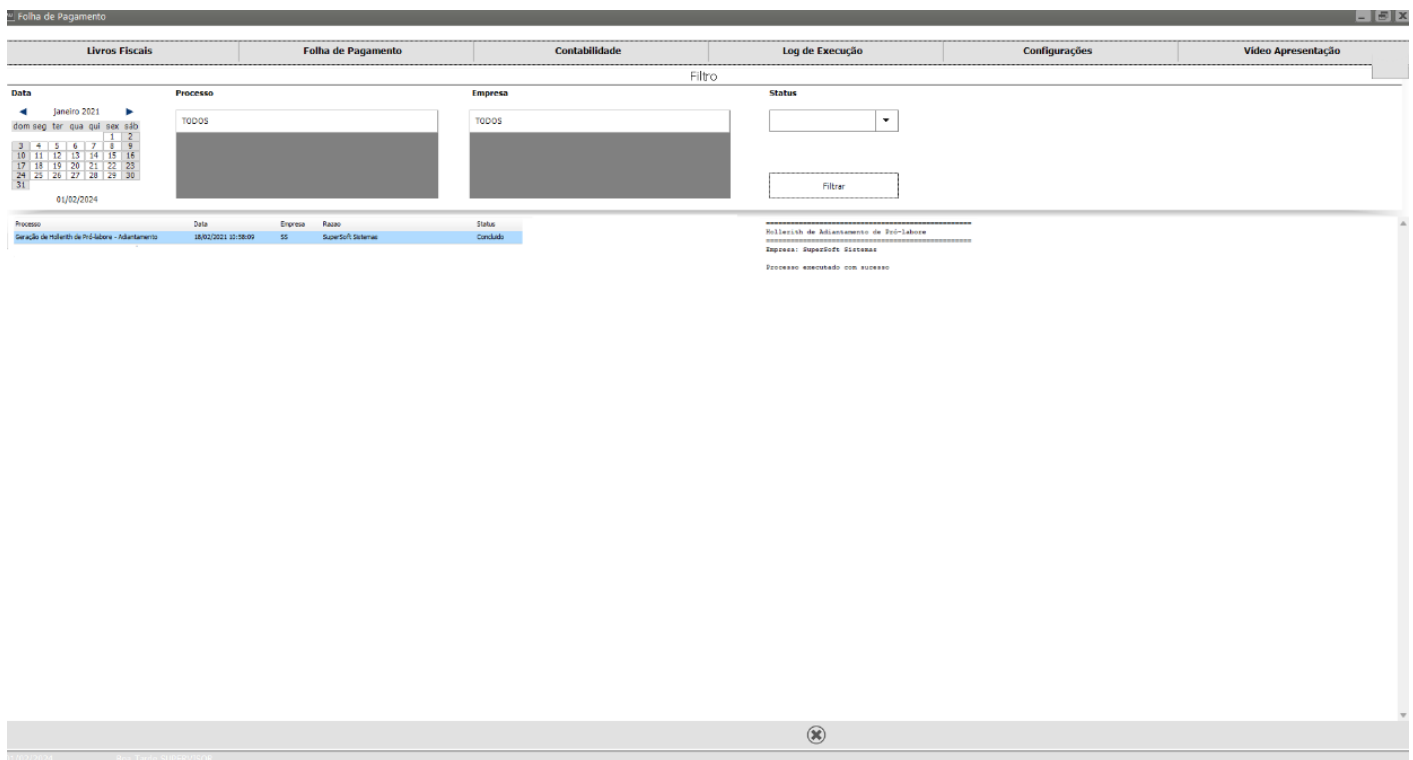 Folha de Pagamento
Livros Fiscais Folha de Pagamento Contabilidade Log de Execução Configurações Vídeo Apresentação
Filtro
Data Processo Empresa Status
Janeiro 2021
TODOS TODOS
dom seg ter qua qui sex sáb
1 2
3 4 5 6 7 8 9
10 11 12 13 14 15 16
17 18 19 20 21 22 23
24 25 26 27 28 29 30
31
Filtrar
01/02/2024
Processo Data Empresa Razao Status
Geração de Hollerith de Pró-labore - Adiantamento 18/02/2021 10:58:09 SS SuperSoft Sistemas Concluído
==================================================
Hollerith de Adiantamento de Pró-labore
==================================================
Empresa: SuperSoft Sistemas
Processo executado com sucesso